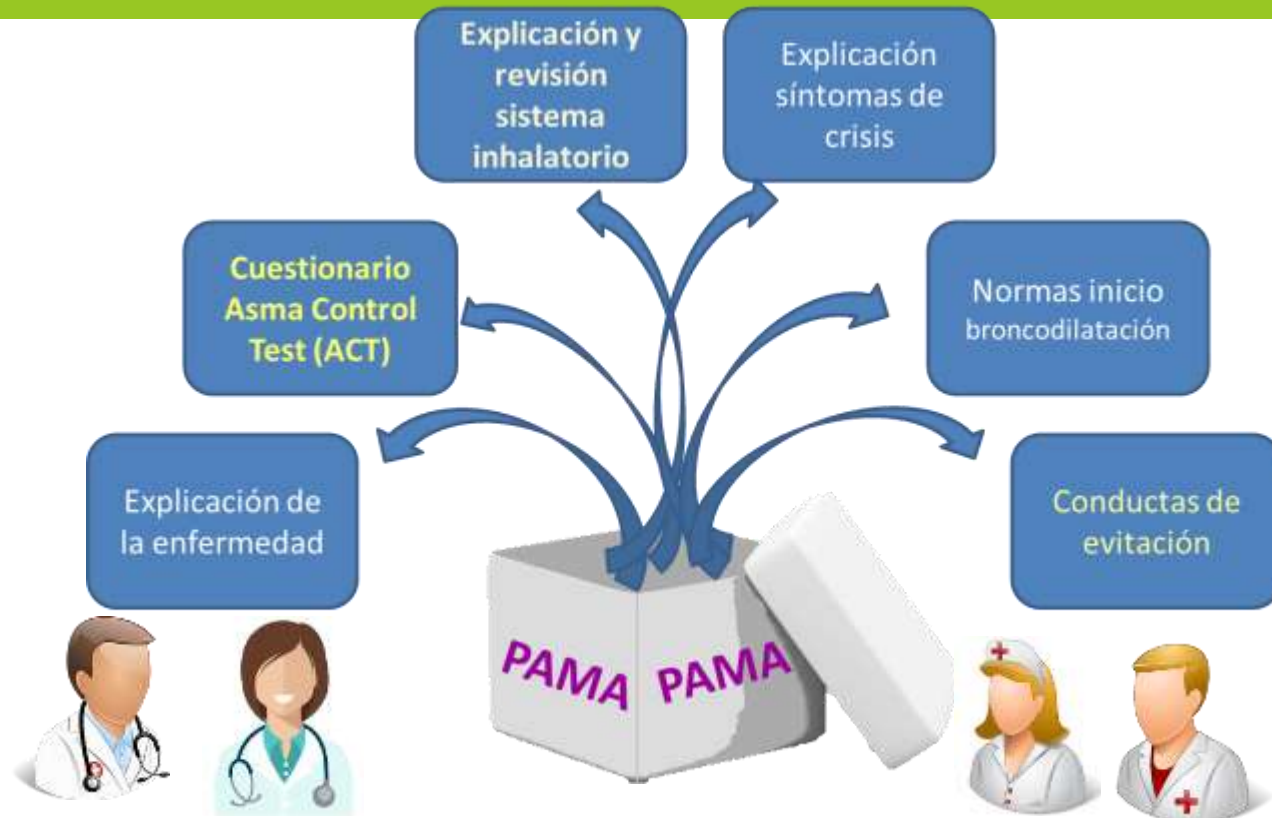 Explicación y
revisión
sistema
inhalatorio
Explicación
síntomas de
crisis
Cuestionario
Asma Control
Test (ACT)
Normas inicio
broncodilatación
Explicación de
la enfermedad
Conductas de
evitación
PAMA PAMA